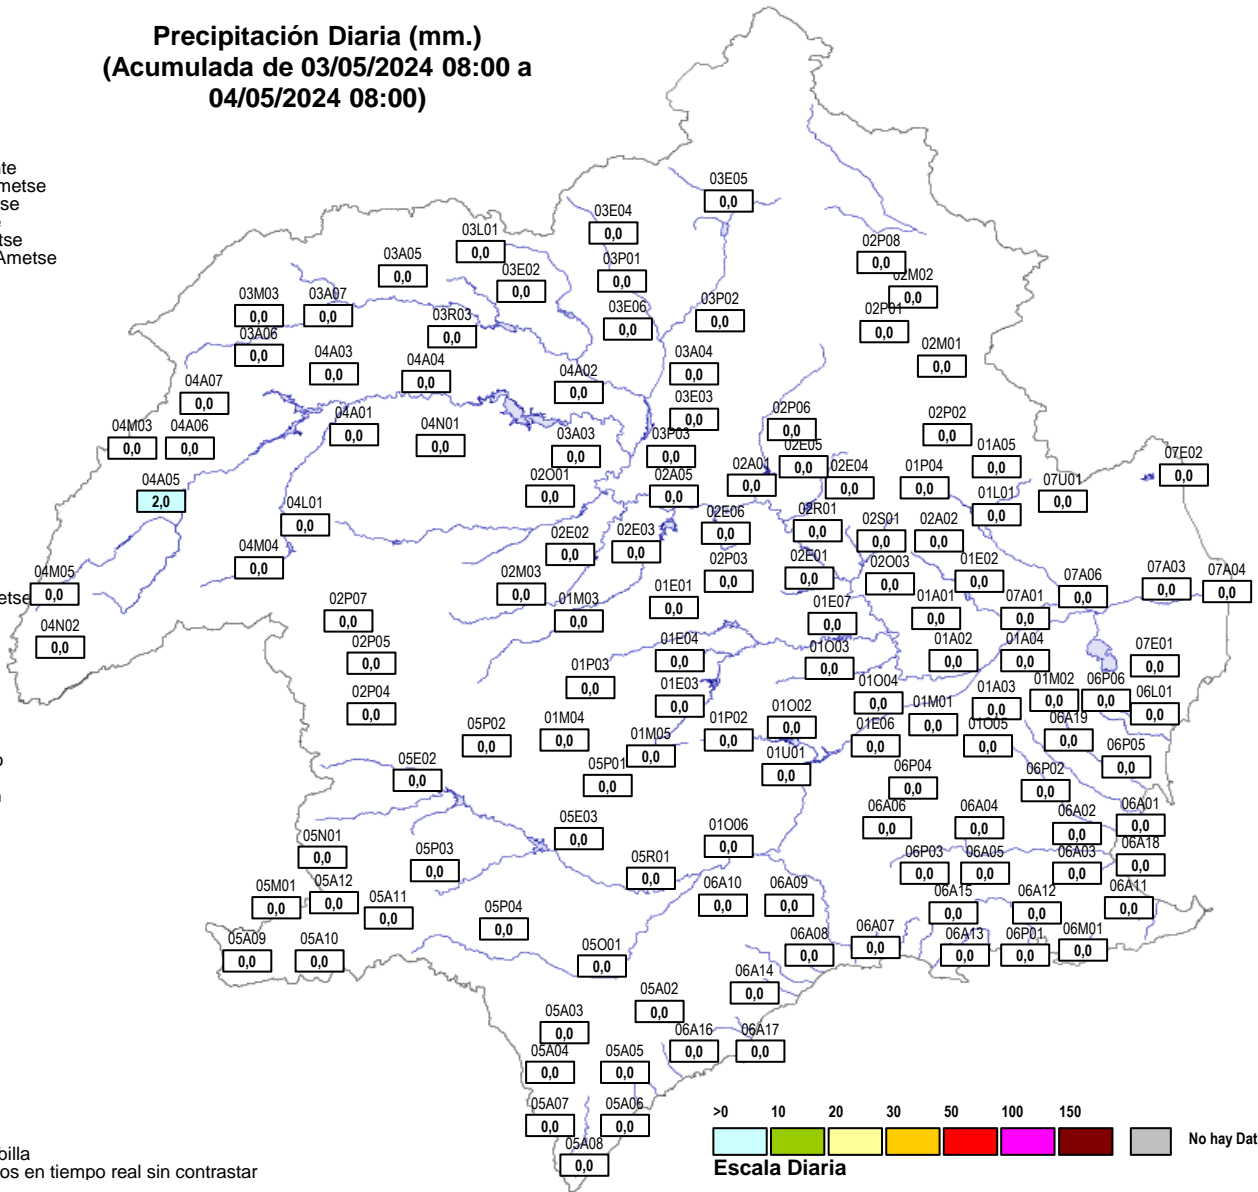 Precipitación Diaria (mm.)
(Acumulada de 03/05/2024 08:00 a
04/05/2024 08:00)
nte
metse
se
e
tse
Ametse
03E05
0,0
03E04
0,0
03L01
0,0
03A05
0,0
03E02
0,0
03P01
0,0
02P08
0,0
02M02
0,0
03M03
0,0
03A07
0,0
03R03
0,0
03E06
0,0
03P02
0,0
02P01
0,0
03A06
0,0
04A03
0,0
04A04
0,0
04A02
0,0
03A04
0,0
02M01
0,0
04A07
0,0
03E03
0,0
04M03
0,0
04A06
0,0
04A01
0,0
04N01
0,0
03A03
0,0
03P03
0,0
02P06
0,0
02P02
0,0
02E05
0,0
01A05
0,0
07E02
0,0
04A05
2,0
02O01
0,0
02A05
0,0
02A01
0,0
02E04
0,0
01P04
0,0
07U01
0,0
01L01
0,0
04L01
0,0
02E06
0,0
02R01
0,0
02S01
0,0
02A02
0,0
04M04
0,0
02E02
0,0
02E03
0,0
04M05
0,0
etse
02M03
0,0
02P03
0,0
02E01
0,0
02O03
0,0
01E02
0,0
07A06
0,0
07A03
0,0
07A04
0,0
04N02
0,0
02P07
0,0
01M03
0,0
01E01
0,0
01E07
0,0
01A01
0,0
07A01
0,0
02P05
0,0
01E04
0,0
01O03
0,0
01A02
0,0
01A04
0,0
07E01
0,0
02P04
0,0
01P03
0,0
01E03
0,0
01O04
0,0
01A03
0,0
01M02
0,0
06P06
0,0
06L01
0,0
05P02
0,0
01M04
0,0
01M05
0,0
01P02
0,0
01O02
0,0
01E06
0,0
01M01
0,0
01O05
0,0
06A19
0,0
o
05E02
0,0
05P01
0,0
01U01
0,0
06P04
0,0
06P02
0,0
06P05
0,0
05N01
0,0
05P03
0,0
05E03
0,0
01O06
0,0
06A06
0,0
06A04
0,0
06A02
0,0
06A01
0,0
05R01
0,0
06P03
0,0
06A05
0,0
06A03
0,0
06A18
0,0
05M01
0,0
05A12
0,0
05A11
0,0
05P04
0,0
06A10
0,0
06A09
0,0
06A15
0,0
06A12
0,0
06A11
0,0
05A09
0,0
05A10
0,0
05O01
0,0
06A08
0,0
06A07
0,0
06A13
0,0
06P01
0,0
06M01
0,0
06A14
0,0
05A03
0,0
05A02
0,0
06A16
0,0
06A17
0,0
05A04
0,0
05A05
0,0
05A07
0,0
05A06
0,0
05A08
0,0
>0 10 20 30 50 100 150
No hay Dat
Escala Diaria
billa
os en tiempo real sin contrastar